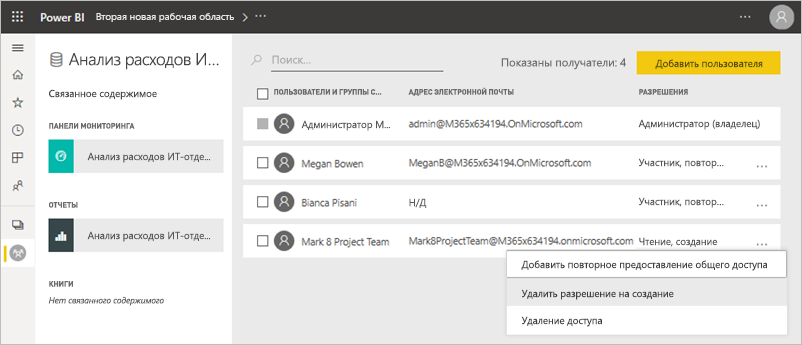 Power BI Вторая новая рабочая область > ... ...
Анализ расходов И...
Связанное содержимое
ПАНЕЛИ МОНИТОРИНГА
Анализ расходов ИТ-отде...
ОТЧЕТЫ
Анализ расходов ИТ-отде...
КНИГИ
Нет связанного содержимого
Поиск... Показаны получатели: 4 Добавить пользователя
ПОЛЬЗОВАТЕЛИ И ГРУППЫ С... АДРЕС ЭЛЕКТРОННОЙ ПОЧТЫ РАЗРЕШЕНИЯ
Администратор М... admin@M365x634194.OnMicrosoft.com Администратор (владелец)
Megan Bowen MeganB@M365x634194.OnMicrosoft.com Участник, повтор... ...
Bianca Pisani Н/Д Участник, повтор... ...
Mark 8 Project Team Mark8ProjectTeam@M365x634194.onmicrosoft.com Чтение, создание ...
Добавить повторное предоставление общего доступа
Удалить разрешение на создание
Удаление доступа